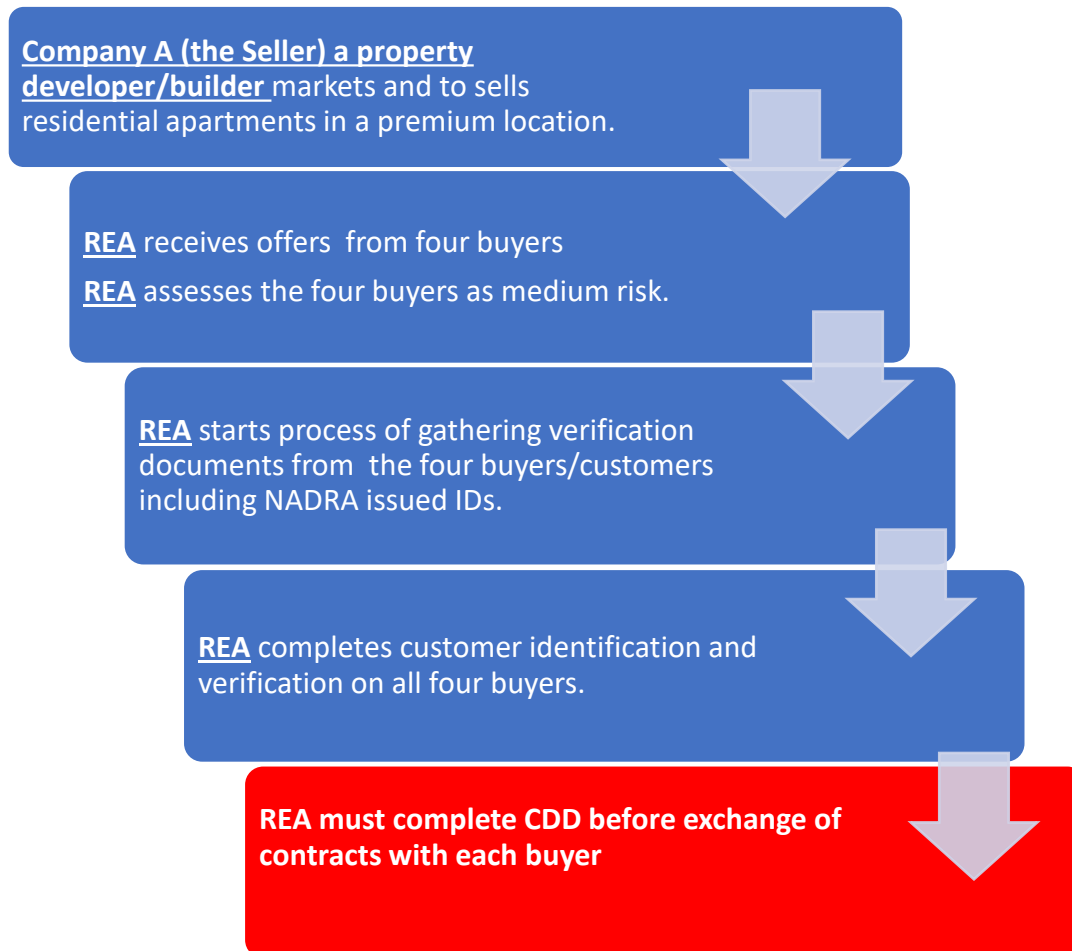 Company A (the Seller) a property
developer/builder markets and to sells
residential apartments in a premium location.
REA receives offers from four buyers
REA assesses the four buyers as medium risk.
REA starts process of gathering verification
documents from the four buyers/customers
including NADRA issued IDs.
REA completes customer identification and
verification on all four buyers.
REA must complete CDD before exchange of
contracts with each buyer